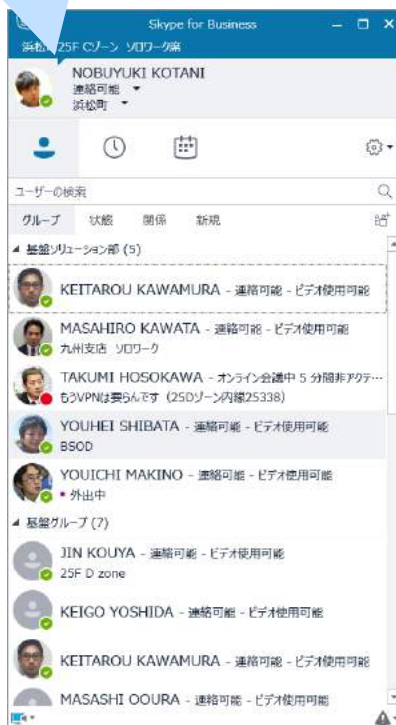 Skype for Business
浜松 25F Cゾーン ソロワーク席
NOBUYUKI KOTANI
連絡可能
浜松町
ユーザーの検索
グループ 状態 関係 新規
基盤ソリューション部 (5)
KEITAROU KAWAMURA - 連絡可能 - ビデオ使用可能
MASAHIRO KAWATA - 連絡可能 - ビデオ使用可能
九州支店 ソロワーク
TAKUMI HOSOKAWA - オンライン会議中 5 分間非アクテ…
もうVPNは要らんです（25Dゾーン内線25338）
YOUHEI SHIBATA - 連絡可能 - ビデオ使用可能
BSOD
YOUICHI MAKINO - 連絡可能 - ビデオ使用可能
* 外出中
基盤グループ (7)
JIN KOUYA - 連絡可能 - ビデオ使用可能
25F D zone
KEIGO YOSHIDA - 連絡可能 - ビデオ使用可能
KEITAROU KAWAMURA - 連絡可能 - ビデオ使用可能
MASASHI OOURA - 連絡可能 - ビデオ使用可能